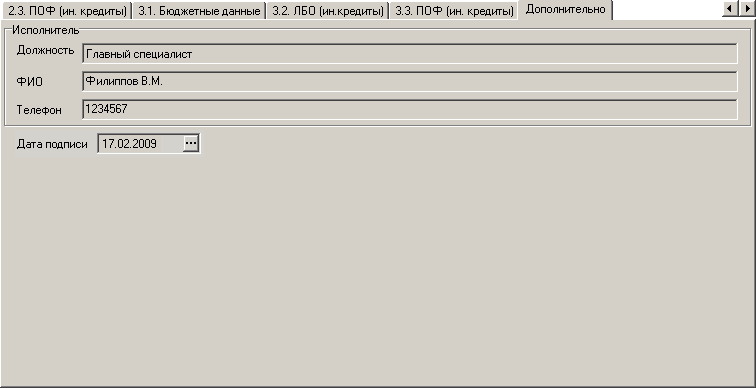 2.3. ПОФ (ин. кредиты) 3.1. Бюджетные данные 3.2. ЛБО (ин.кредиты) 3.3. ПОФ (ин. кредиты) Дополнительно
Исполнитель
Должность Главный специалист
ФИО Филиппов В.М.
Телефон 1234567
Дата подписи 17.02.2009 ...